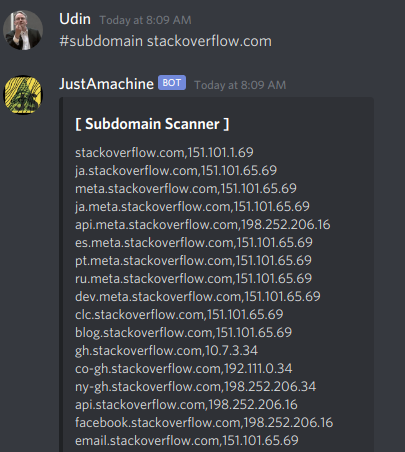 Udin Today at 8:09 AM
#subdomain stackoverflow.com
JustAmachine BOT Today at 8:09 AM
[ Subdomain Scanner ]
stackoverflow.com,151.101.1.69
ja.stackoverflow.com,151.101.65.69
meta.stackoverflow.com,151.101.65.69
ja.meta.stackoverflow.com,151.101.65.69
api.meta.stackoverflow.com,198.252.206.16
es.meta.stackoverflow.com,151.101.65.69
pt.meta.stackoverflow.com,151.101.65.69
ru.meta.stackoverflow.com,151.101.65.69
dev.meta.stackoverflow.com,151.101.65.69
clc.stackoverflow.com,151.101.65.69
blog.stackoverflow.com,151.101.65.69
gh.stackoverflow.com,10.7.3.34
co-gh.stackoverflow.com,192.111.0.34
ny-gh.stackoverflow.com,198.252.206.34
api.stackoverflow.com,198.252.206.16
facebook.stackoverflow.com,198.252.206.16
email.stackoverflow.com,151.101.65.69